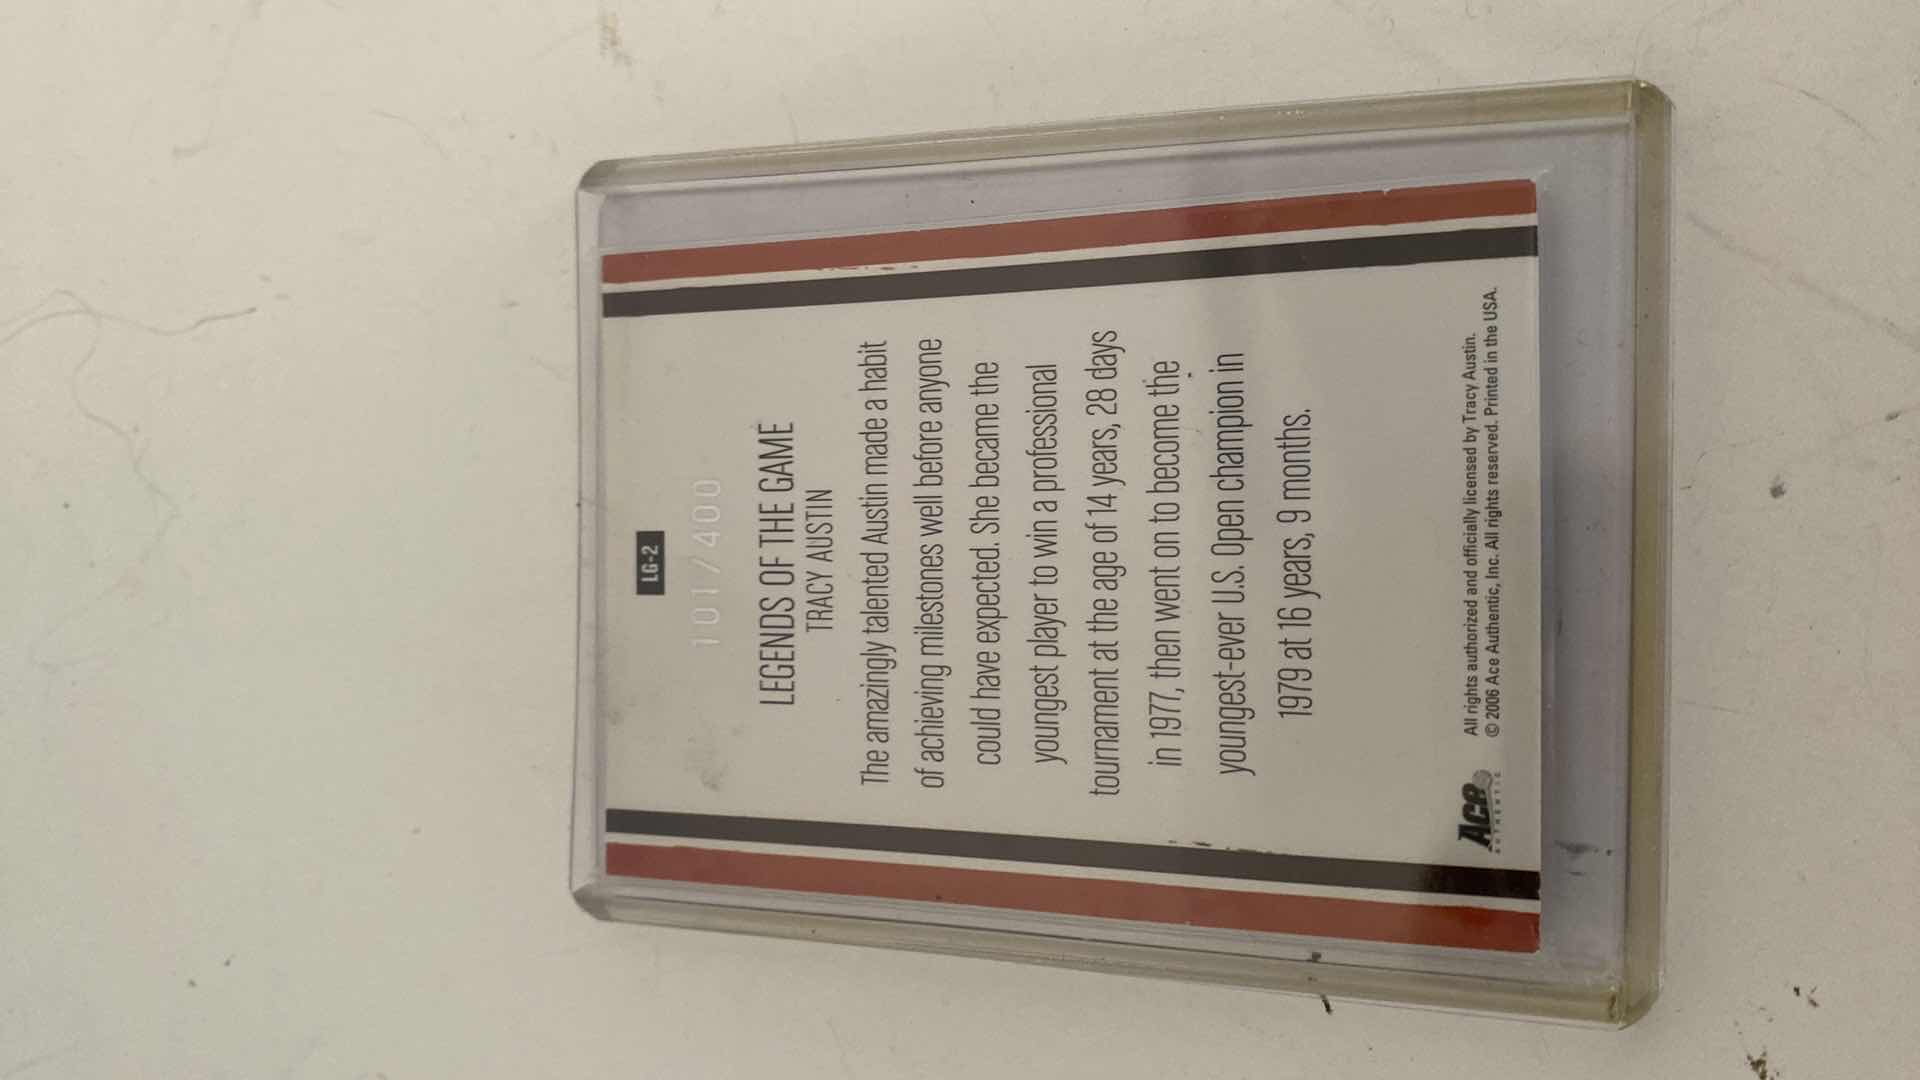 LG-2
101/400
LEGENDS OF THE GAME
TRACY AUSTIN
The amazingly talented Austin made a habit
of achieving milestones well before anyone
could have expected. She became the
youngest player to win a professional
tournament at the age of 14 years, 28 days
in 1977, then went on to become the
youngest-ever U.S. Open champion in
1979 at 16 years, 9 months.
Ace
AUTHENTIC
All rights authorized and officially licensed by Tracy Austin.
© 2006 Ace Authentic, Inc. All rights reserved. Printed in the USA.